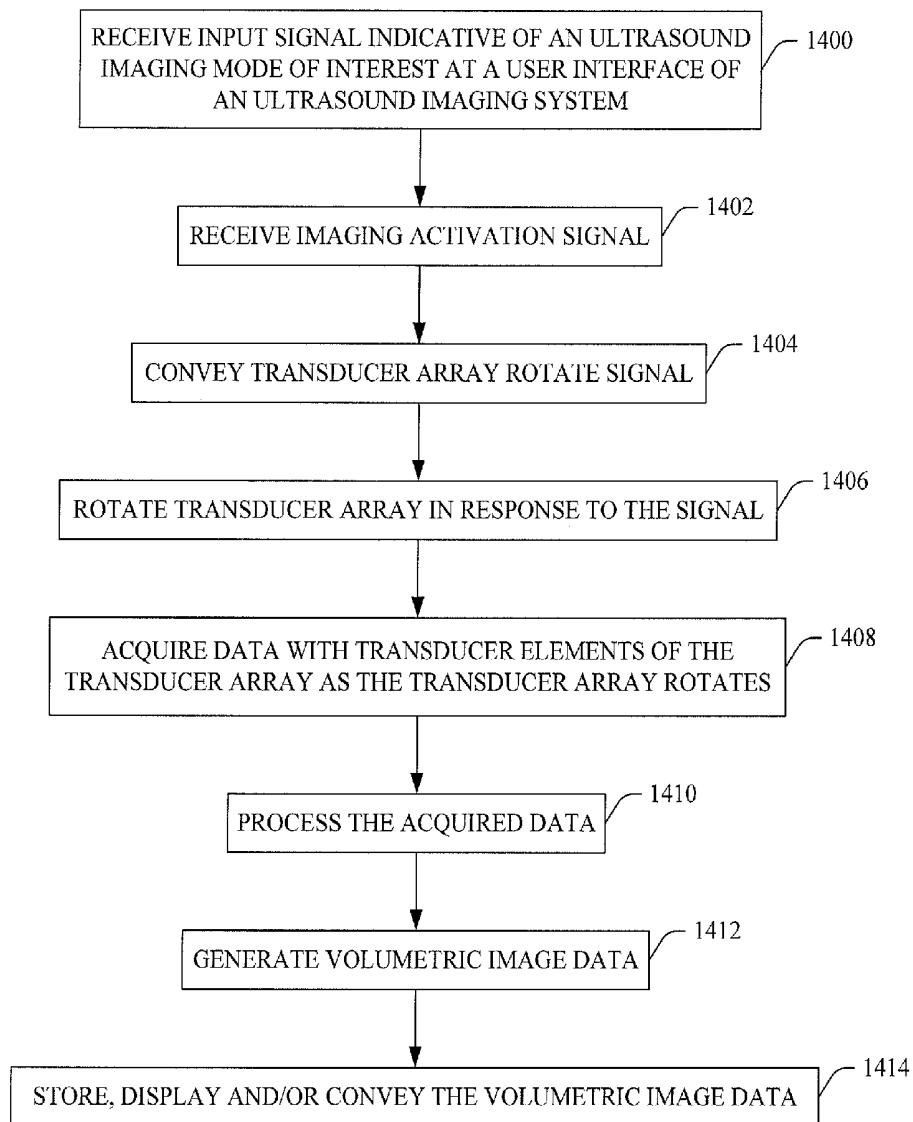 RECEIVE INPUT SIGNAL INDICATIVE OF AN ULTRASOUND
IMAGING MODE OF INTEREST AT A USER INTERFACE OF
AN ULTRASOUND IMAGING SYSTEM
1400
RECEIVE IMAGING ACTIVATION SIGNAL
1402
CONVEY TRANSDUCER ARRAY ROTATE SIGNAL
1404
ROTATE TRANSDUCER ARRAY IN RESPONSE TO THE SIGNAL
1406
ACQUIRE DATA WITH TRANSDUCER ELEMENTS OF THE
TRANSDUCER ARRAY AS THE TRANSDUCER ARRAY ROTATES
1408
PROCESS THE ACQUIRED DATA
1410
GENERATE VOLUMETRIC IMAGE DATA
1412
STORE, DISPLAY AND/OR CONVEY THE VOLUMETRIC IMAGE DATA
1414